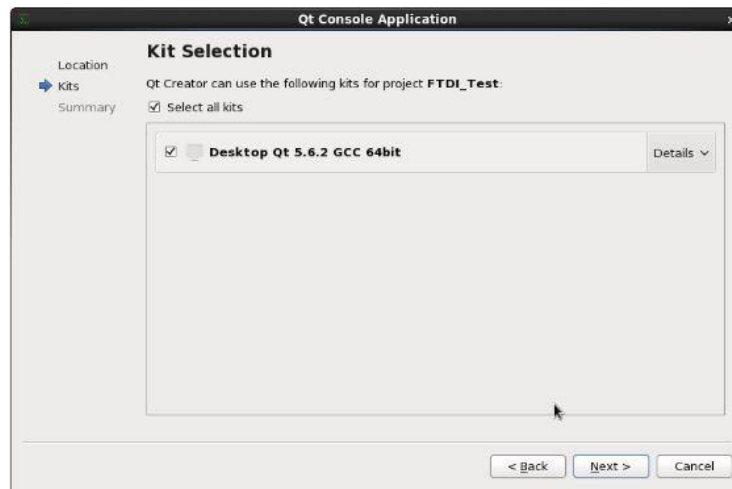 Qt Console Application
Location
Kits
Summary
Kit Selection
Qt Creator can use the following kits for project FTDI_Test:
Select all kits
Desktop Qt 5.6.2 GCC 64bit
Details
< Back
Next >
Cancel